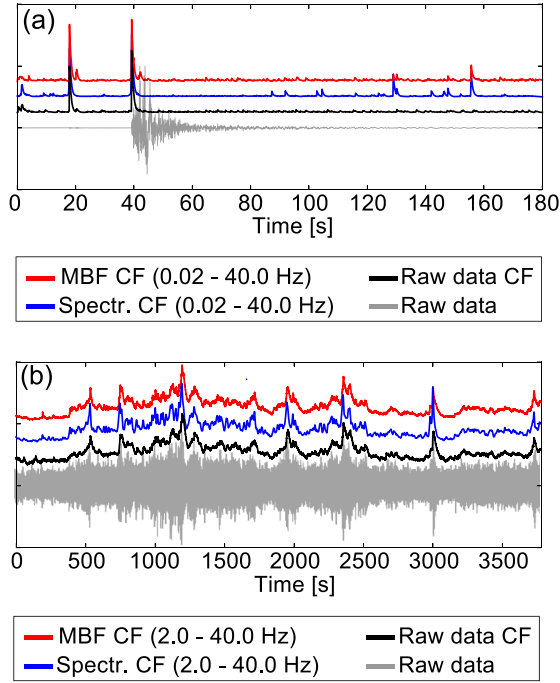 (a)
0 20 40 60 80 100 120 140 160 180
Time [s]
MBF CF (0.02 - 40.0 Hz) Raw data CF
Spectr. CF (0.02 - 40.0 Hz) Raw data
(b)
0 500 1000 1500 2000 2500 3000 3500
Time [s]
MBF CF (2.0 - 40.0 Hz) Raw data CF
Spectr. CF (2.0 - 40.0 Hz) Raw data